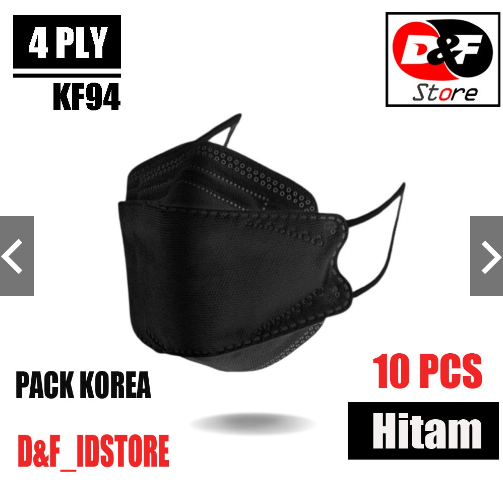 4 PLY
KF94
D&F
Store
PACK KOREA
10 PCS
Hitam
D&F_IDSTORE